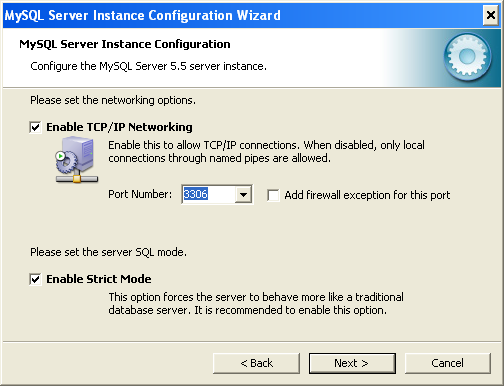 MySQL Server Instance Configuration Wizard
MySQL Server Instance Configuration
Configure the MySQL Server 5.5 server instance.
Please set the networking options.
Enable TCP/IP Networking
Enable this to allow TCP/IP connections. When disabled, only local
connections through named pipes are allowed.
Port Number: 3306 Add firewall exception for this port
Please set the server SQL mode.
Enable Strict Mode
This option forces the server to behave more like a traditional
database server. It is recommended to enable this option.
< Back Next > Cancel